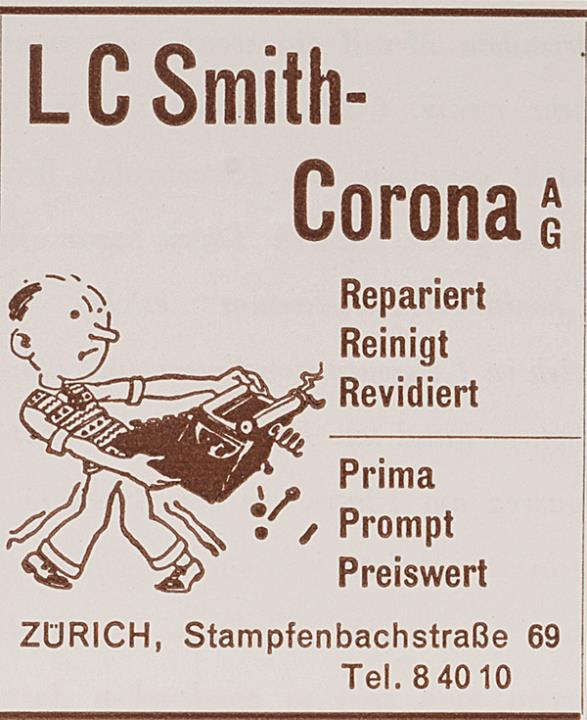 L C Smith-
Corona AG
Repariert
Reinigt
Revidiert
Prima
Prompt
Preiswert
ZÜRICH, Stampfenbachstraße 69
Tel. 8 40 10